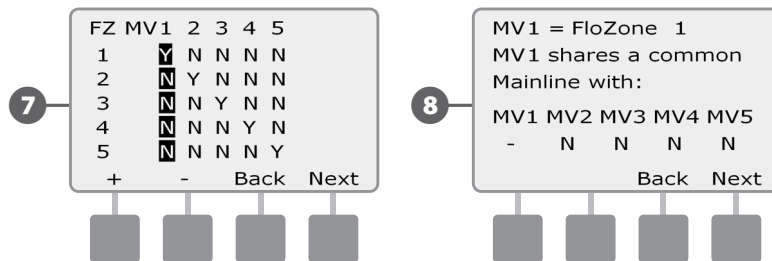 7
FZ MV1 2 3 4 5
1 Y N N N N
2 N Y N N N
3 N N Y N N
4 N N N Y N
5 N N N N Y
+ - Back Next
8
MV1 = FloZone 1
MV1 shares a common
Mainline with:
MV1 MV2 MV3 MV4 MV5
- N N N N
Back Next